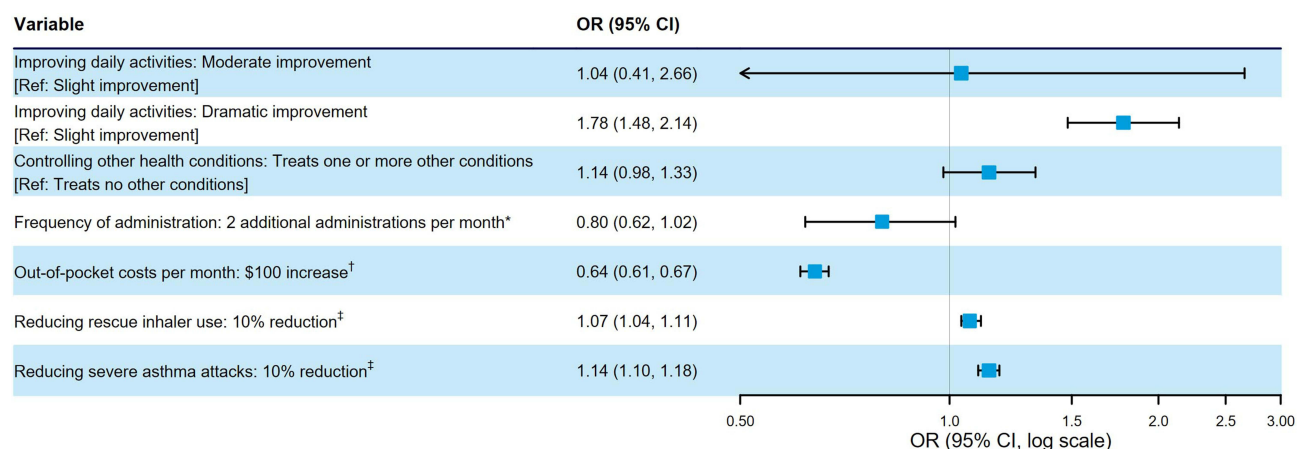 Variable OR (95% CI)
Improving daily activities: Moderate improvement
[Ref: Slight improvement] 1.04 (0.41, 2.66)
Improving daily activities: Dramatic improvement
[Ref: Slight improvement] 1.78 (1.48, 2.14)
Controlling other health conditions: Treats one or more other conditions
[Ref: Treats no other conditions] 1.14 (0.98, 1.33)
Frequency of administration: 2 additional administrations per month* 0.80 (0.62, 1.02)
Out-of-pocket costs per month: $100 increase† 0.64 (0.61, 0.67)
Reducing rescue inhaler use: 10% reduction‡ 1.07 (1.04, 1.11)
Reducing severe asthma attacks: 10% reduction‡ 1.14 (1.10, 1.18)
0.50 1.0 1.5 2.0 2.5 3.00
OR (95% CI, log scale)